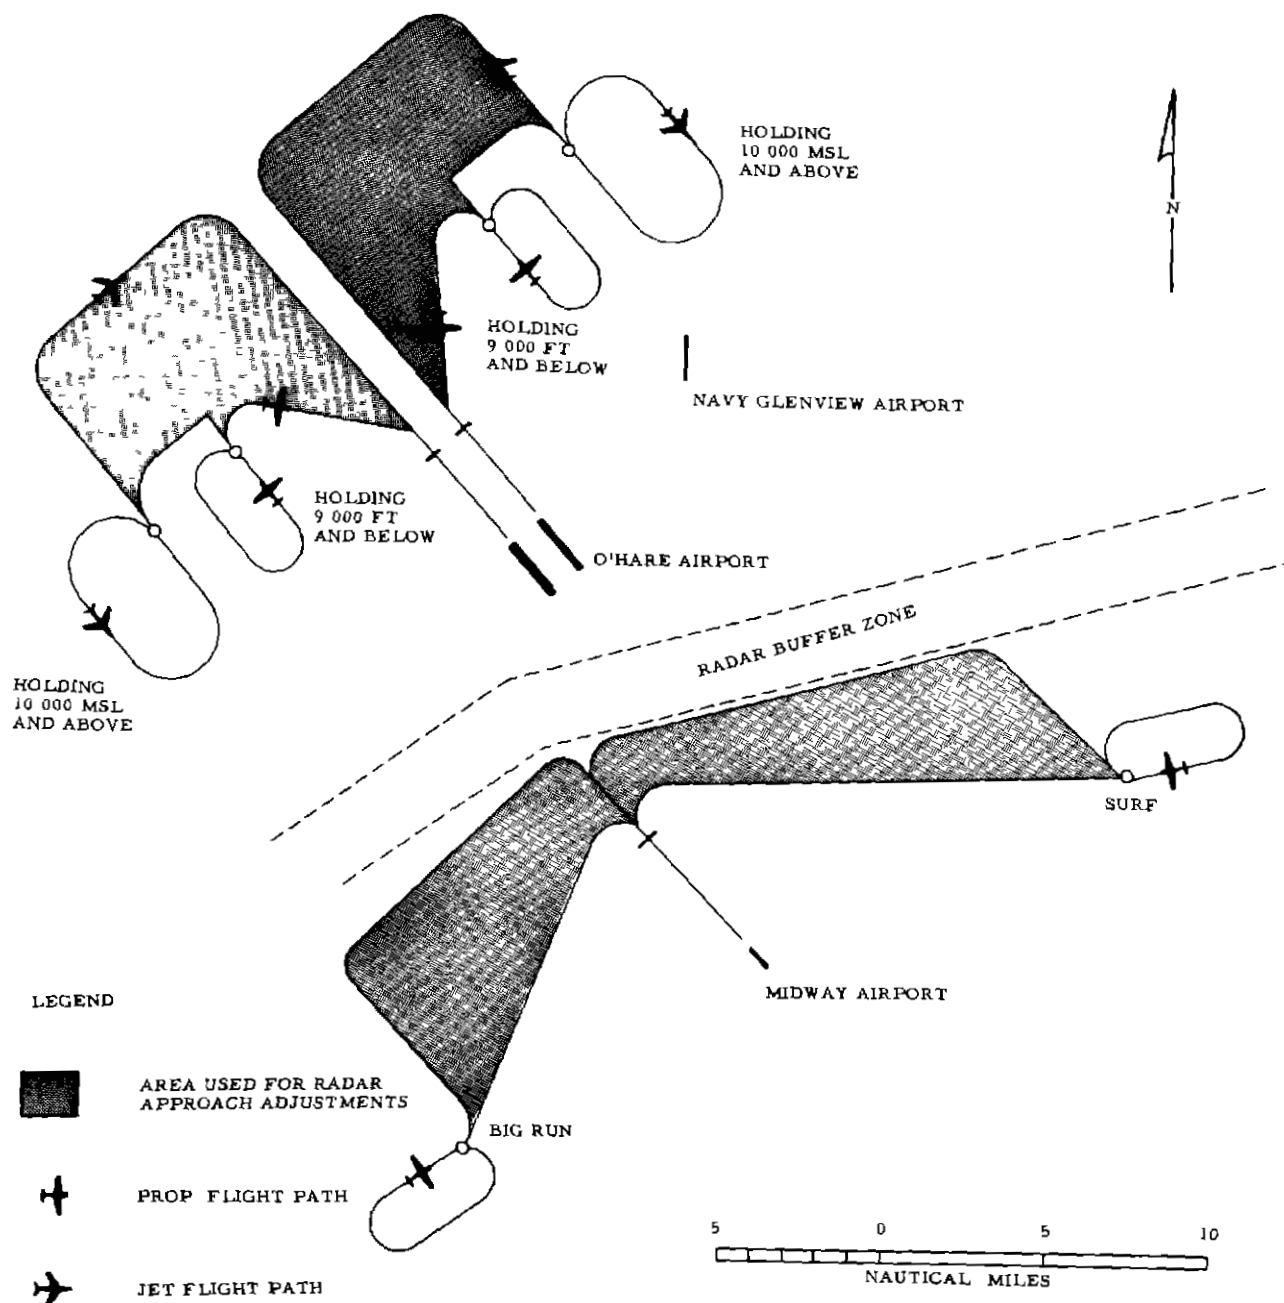 HOLDING
10 000 MSL
AND ABOVE
N
HOLDING
9 000 FT
AND BELOW
NAVY GLENVIEW AIRPORT
HOLDING
9 000 FT
AND BELOW
O'HARE AIRPORT
RADAR BUFFER ZONE
HOLDING
10 000 MSL
AND ABOVE
SURF
MIDWAY AIRPORT
LEGEND
AREA USED FOR RADAR
APPROACH ADJUSTMENTS
BIG RUN
PROP FLIGHT PATH
JET FLIGHT PATH
5 0 5 10
NAUTICAL MILES